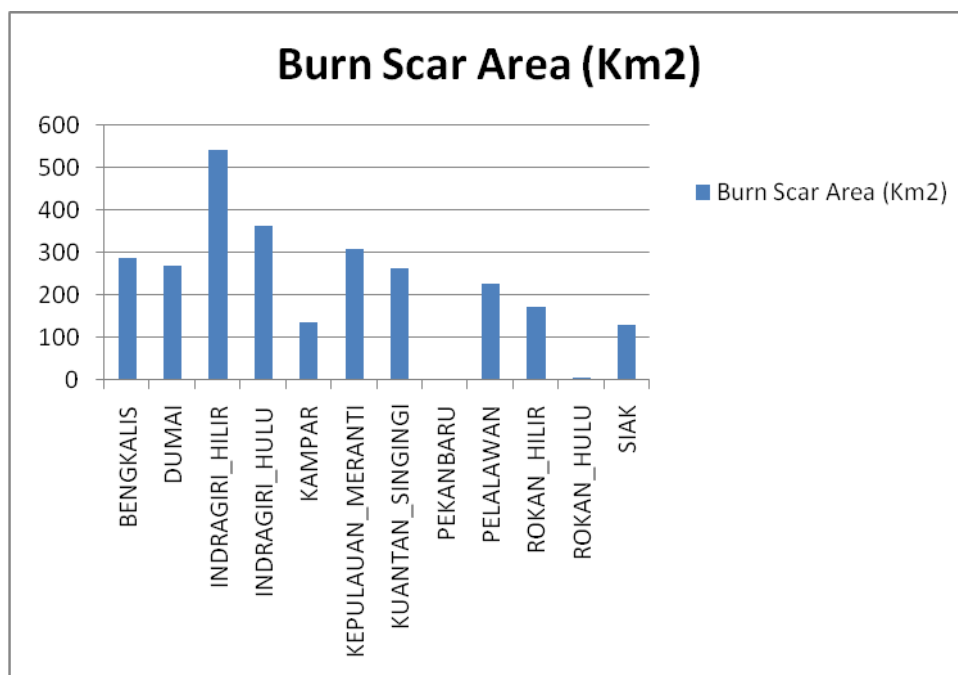 Burn Scar Area (Km2)
600
500
400
300
200
100
0
Burn Scar Area (Km2)
BENGKALIS
DUMAI
INDRAGIRI_HILIR
INDRAGIRI_HULU
KAMPAR
KEPULAUAN_MERANTI
KUANTAN_SINGINGI
PEKANBARU
PELALAWAN
ROKAN_HILIR
ROKAN_HULU
SIAK